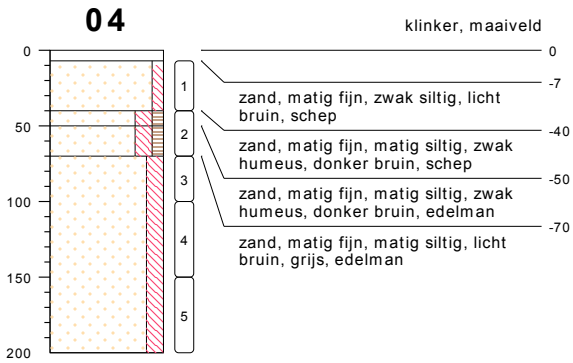 04
klinker, maaiveld
0
0
-7
1
zand, matig fijn, zwak siltig, licht
bruin, schep
-40
50
2
zand, matig fijn, matig siltig, zwak
humeus, donker bruin, schep
-50
3
zand, matig fijn, matig siltig, zwak
humeus, donker bruin, edelman
100
-70
4
zand, matig fijn, matig siltig, licht
bruin, grijs, edelman
150
5
200